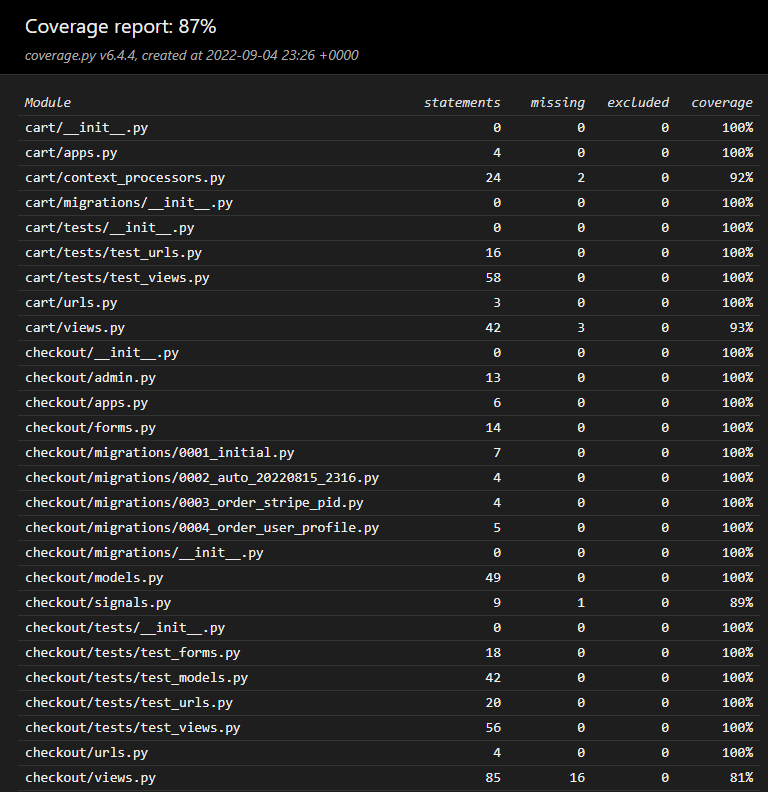 Coverage report: 87%
coverage.py v6.4.4, created at 2022-09-04 23:26 +0000
Module statements missing excluded coverage
cart/__init__.py 0 0 0 100%
cart/apps.py 4 0 0 100%
cart/context_processors.py 24 2 0 92%
cart/migrations/__init__.py 0 0 0 100%
cart/tests/__init__.py 0 0 0 100%
cart/tests/test_urls.py 16 0 0 100%
cart/tests/test_views.py 58 0 0 100%
cart/urls.py 3 0 0 100%
cart/views.py 42 3 0 93%
checkout/__init__.py 0 0 0 100%
checkout/admin.py 13 0 0 100%
checkout/apps.py 6 0 0 100%
checkout/forms.py 14 0 0 100%
checkout/migrations/0001_initial.py 7 0 0 100%
checkout/migrations/0002_auto_20220815_2316.py 4 0 0 100%
checkout/migrations/0003_order_stripe_pid.py 4 0 0 100%
checkout/migrations/0004_order_user_profile.py 5 0 0 100%
checkout/migrations/__init__.py 0 0 0 100%
checkout/models.py 49 0 0 100%
checkout/signals.py 9 1 0 89%
checkout/tests/__init__.py 0 0 0 100%
checkout/tests/test_forms.py 18 0 0 100%
checkout/tests/test_models.py 42 0 0 100%
checkout/tests/test_urls.py 20 0 0 100%
checkout/tests/test_views.py 56 0 0 100%
checkout/urls.py 4 0 0 100%
checkout/views.py 85 16 0 81%